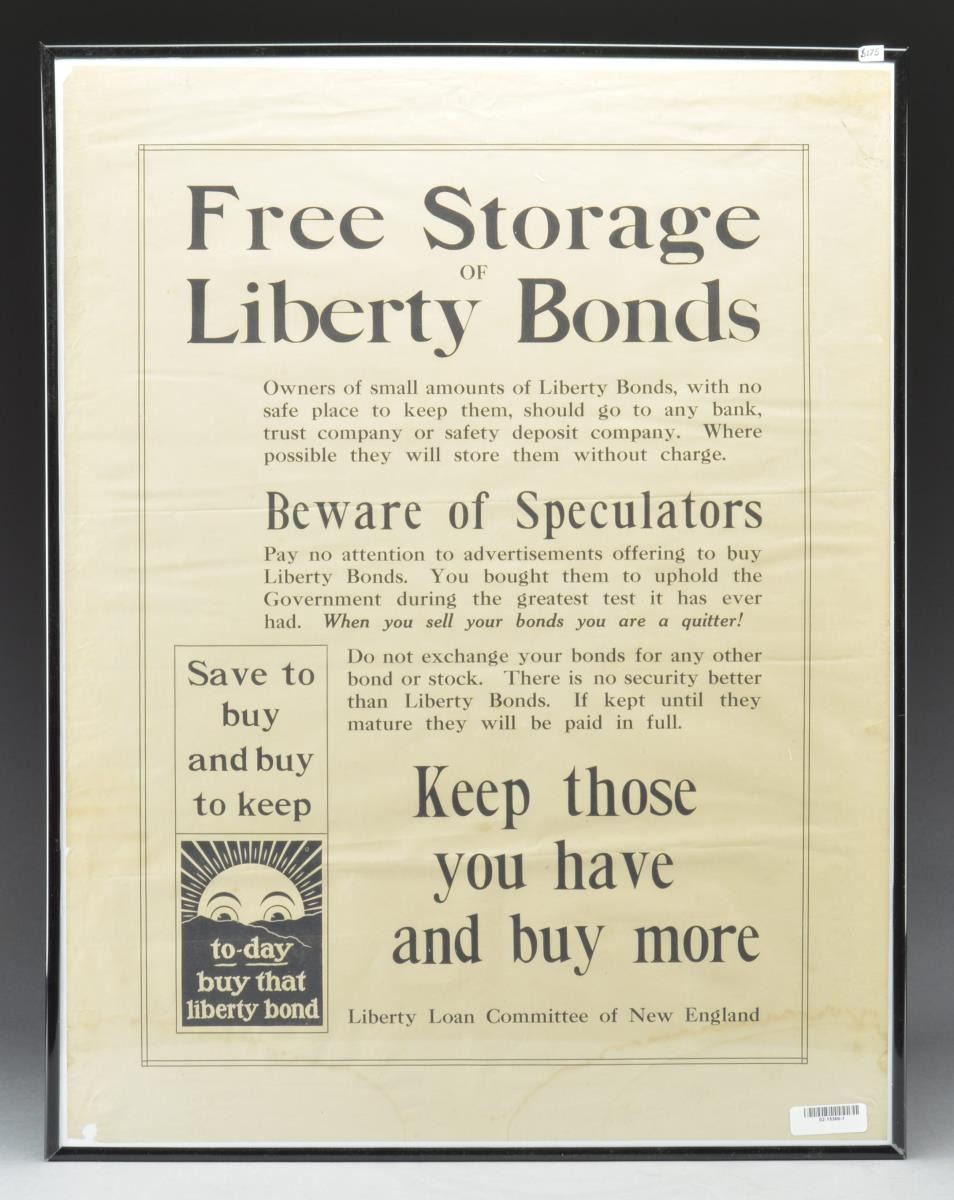 $175
Free Storage
OF
Liberty Bonds
Owners of small amounts of Liberty Bonds, with no
safe place to keep them, should go to any bank,
trust company or safety deposit company. Where
possible they will store them without charge.
Beware of Speculators
Pay no attention to advertisements offering to buy
Liberty Bonds. You bought them to uphold the
Government during the greatest test it has ever
had. When you sell your bonds you are a quitter!
Do not exchange your bonds for any other
bond or stock. There is no security better
than Liberty Bonds. If kept until they
mature they will be paid in full.
Save to
buy
and buy
to keep
to-day
buy that
liberty bond
Keep those
you have
and buy more
Liberty Loan Committee of New England